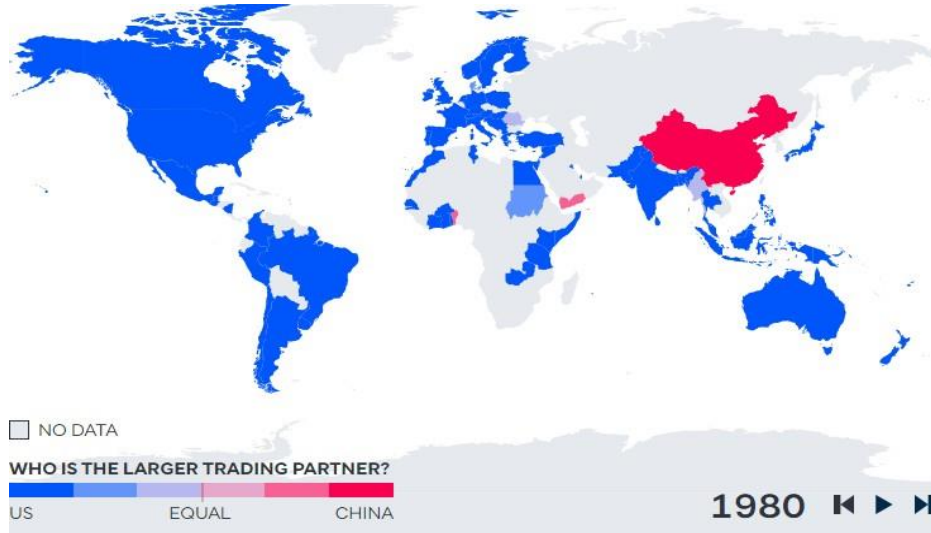 NO DATA
WHO IS THE LARGER TRADING PARTNER?
US EQUAL CHINA
1980